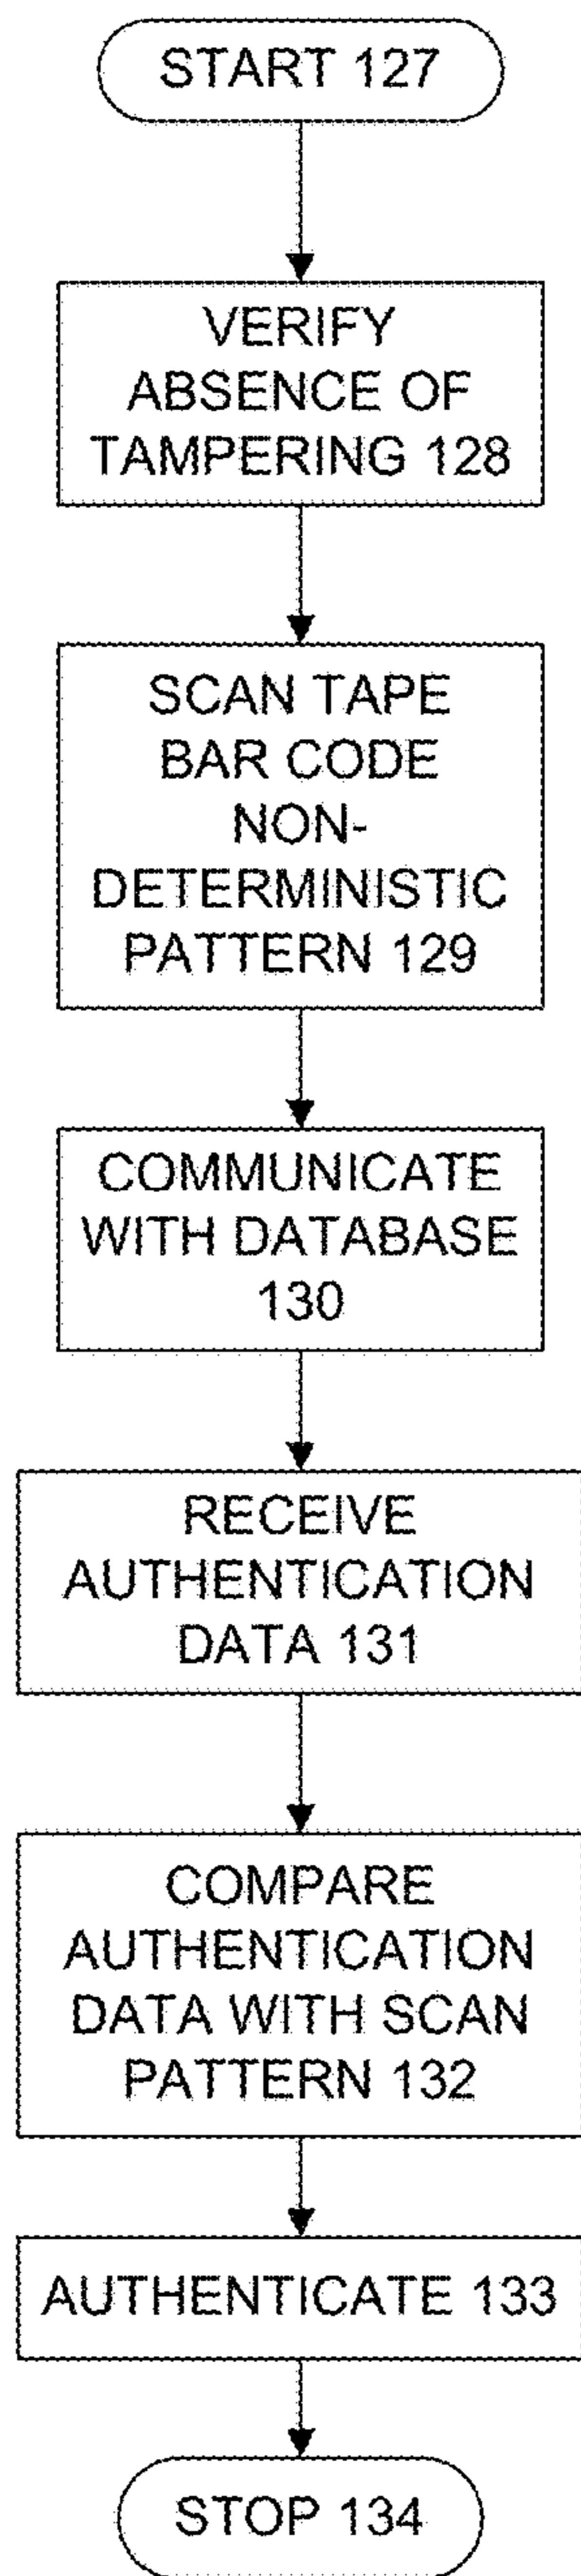 START 127
VERIFY
ABSENCE OF
TAMPERING 128
SCAN TAPE
BAR CODE
NON-
DETERMINISTIC
PATTERN 129
COMMUNICATE
WITH DATABASE
130
RECEIVE
AUTHENTICATION
DATA 131
COMPARE
AUTHENTICATION
DATA WITH SCAN
PATTERN 132
AUTHENTICATE 133
STOP 134